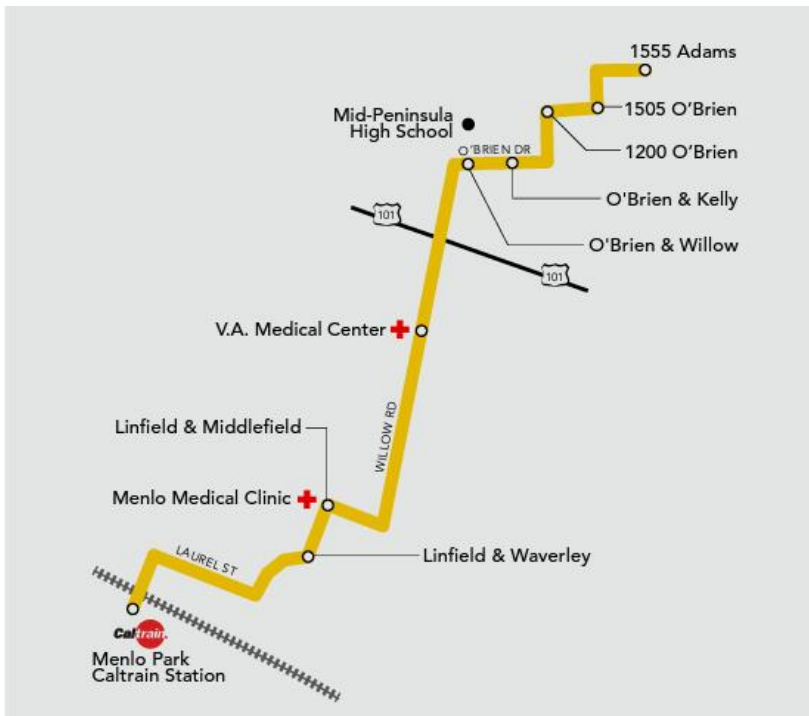 1555 Adams
Mid-Peninsula
High School
1505 O'Brien
O'BRIEN DR
1200 O'Brien
O'Brien & Kelly
101
O'Brien & Willow
101
V.A. Medical Center
WILLOW RD
Linfield & Middlefield
Menlo Medical Clinic
LAUREL ST
Linfield & Waverley
Caltrain
Menlo Park
Caltrain Station